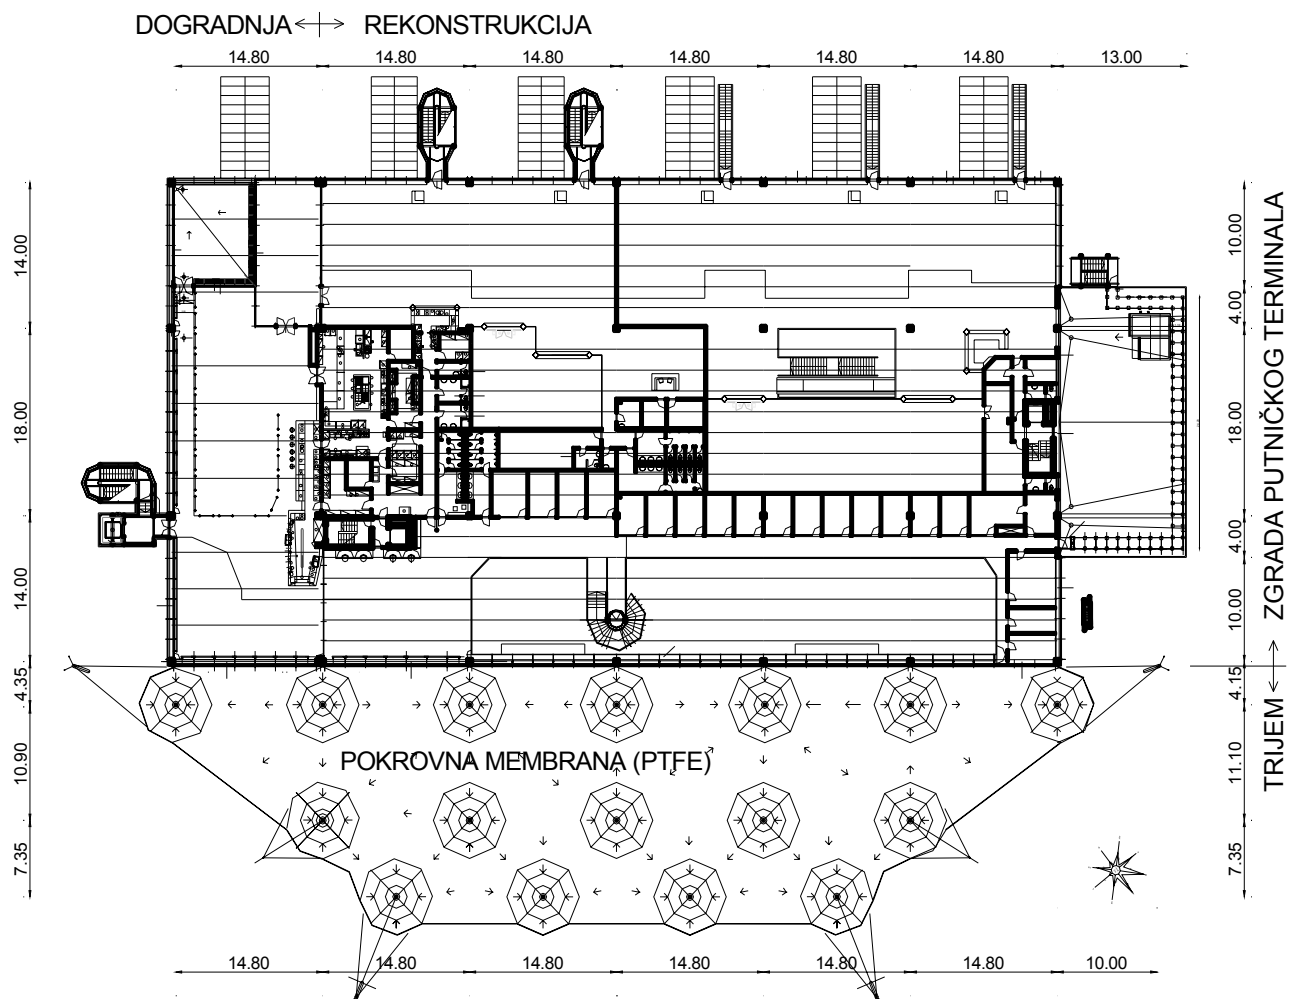 DOGRADNJA REKONSTRUKCIJA
14.80 14.80 14.80 14.80 14.80 14.80 13.00
14.00
18.00
14.00
4.35
10.90
7.35
10.00
4.00
18.00
4.00
10.00
4.15
11.10
7.35
ZGRADA PUTNIČKOG TERMINALA
TRIJEM
POKROVNA MEMBRANA (PTFE)
14.80 14.80 14.80 14.80 14.80 14.80 10.00